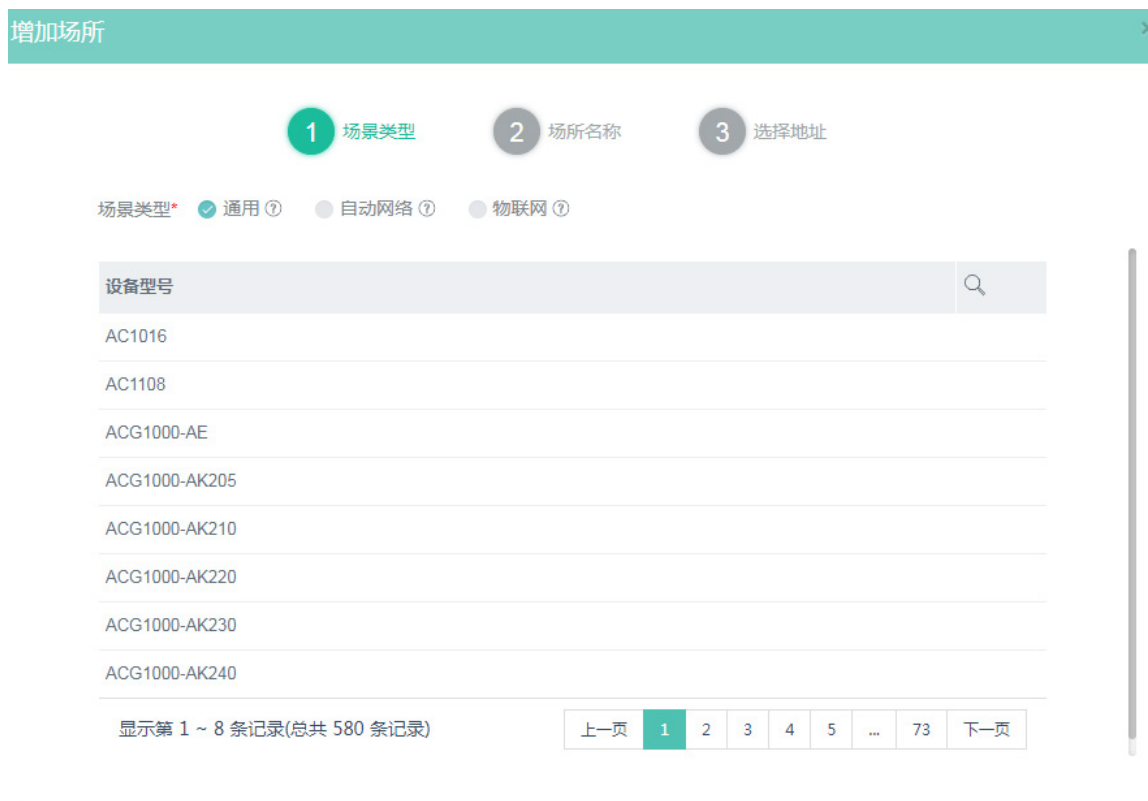 增加场所
1 场景类型 2 场所名称 3 选择地址
场景类型* 通用 ? 自动网络 ? 物联网 ?
设备型号
AC1016
AC1108
ACG1000-AE
ACG1000-AK205
ACG1000-AK210
ACG1000-AK220
ACG1000-AK230
ACG1000-AK240
显示第 1 ~ 8 条记录(总共 580 条记录) 上一页 1 2 3 4 5 ... 73 下一页